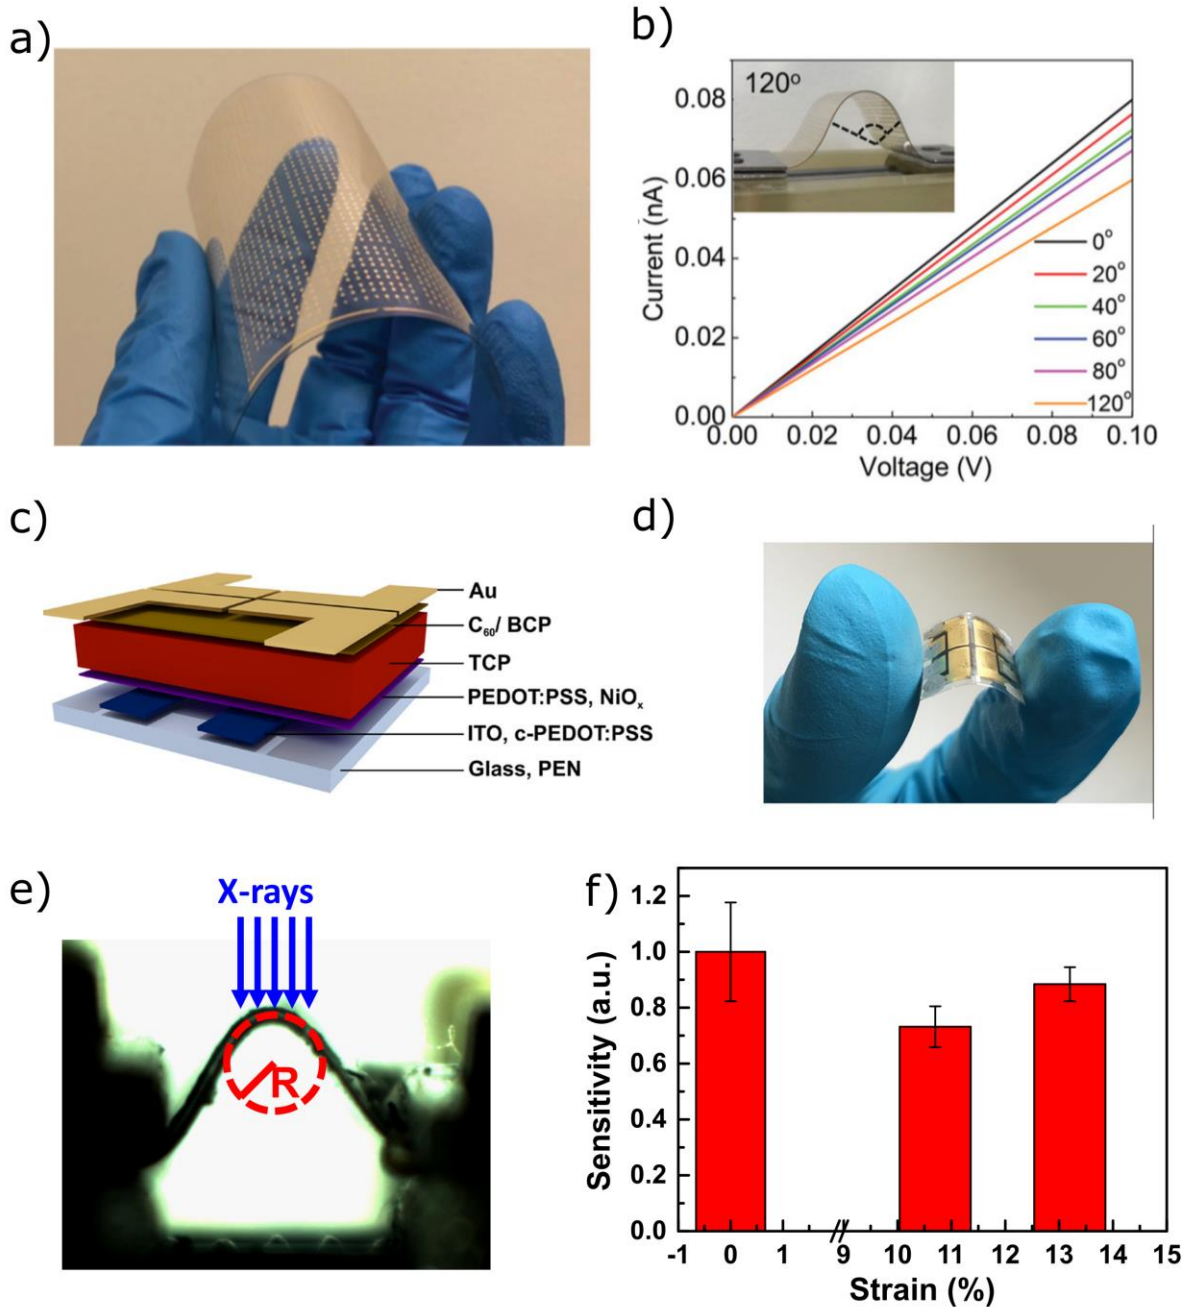 a)
b)
120°
0.08
0.06
0.04
0.02
0.00
Current (nA)
0°
20°
40°
60°
80°
120°
0.00 0.02 0.04 0.06 0.08 0.10
Voltage (V)
c)
Au
C₆₀/ BCP
TCP
PEDOT:PSS, NiOₓ
ITO, c-PEDOT:PSS
Glass, PEN
d)
e)
X-rays
R
f)
1.2
1.0
0.8
0.6
0.4
0.2
0.0
Sensitivity (a.u.)
-1 0 1 9 10 11 12 13 14 15
Strain (%)